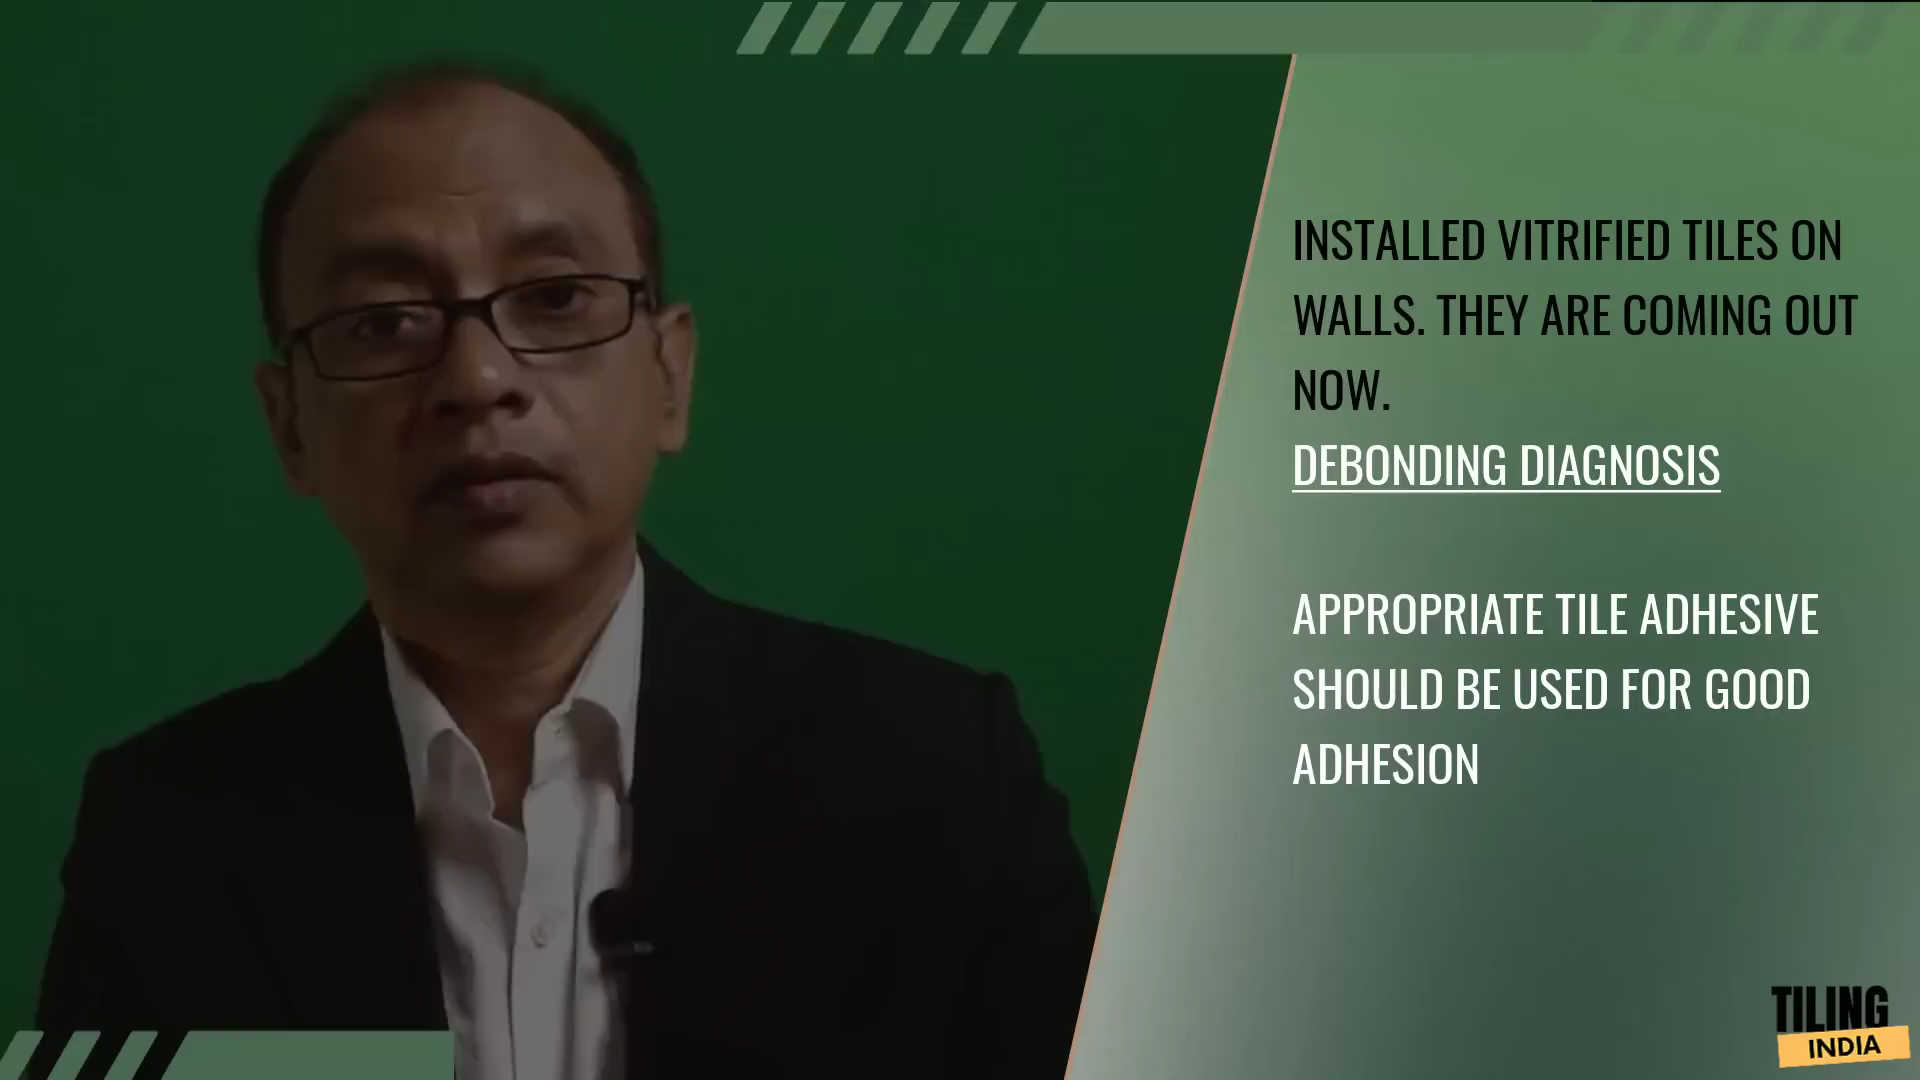 INSTALLED VITRIFIED TILES ON
WALLS. THEY ARE COMING OUT
NOW.
DEBONDING DIAGNOSIS
APPROPRIATE TILE ADHESIVE
SHOULD BE USED FOR GOOD
ADHESION
TILING
INDIA